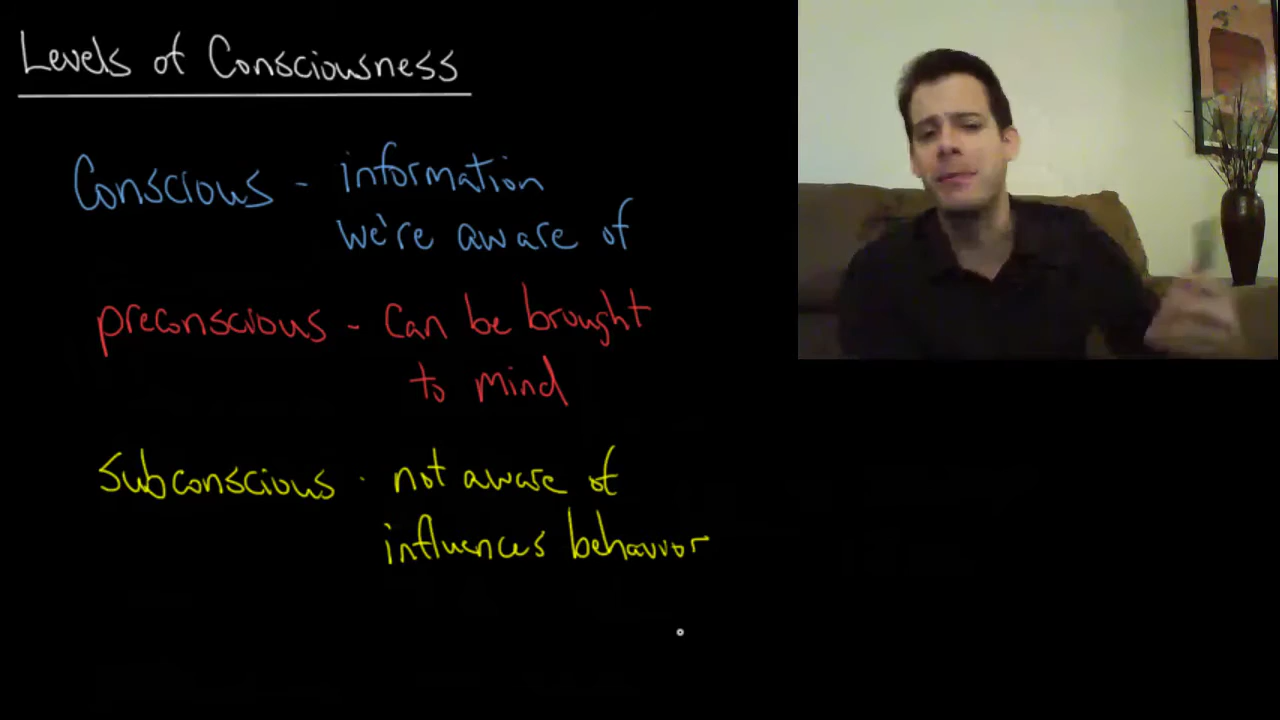 Levels of Consciousness
Conscious - information
we're aware of
preconscious - can be brought
to mind
subconscious - not aware of
influences behavior